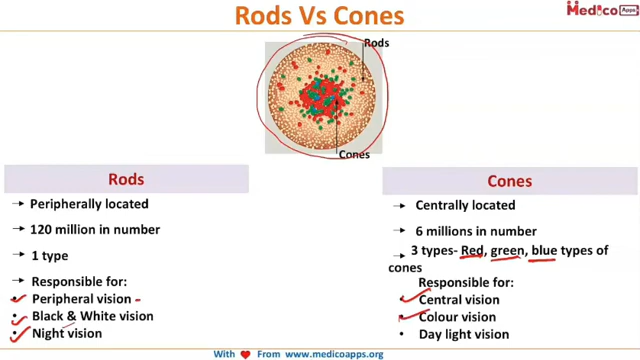 Rods Vs Cones
Medico Apps
Rods
Cones
Rods
→ Peripherally located
→ 120 million in number
→ 1 type
→ Responsible for:
• Peripheral vision
• Black & White vision
• Night vision
Cones
→ Centrally located
→ 6 millions in number
→ 3 types- Red, green, blue types of
cones
Responsible for:
• Central vision
• Colour vision
• Day light vision
With ♥ From www.medicoapps.org